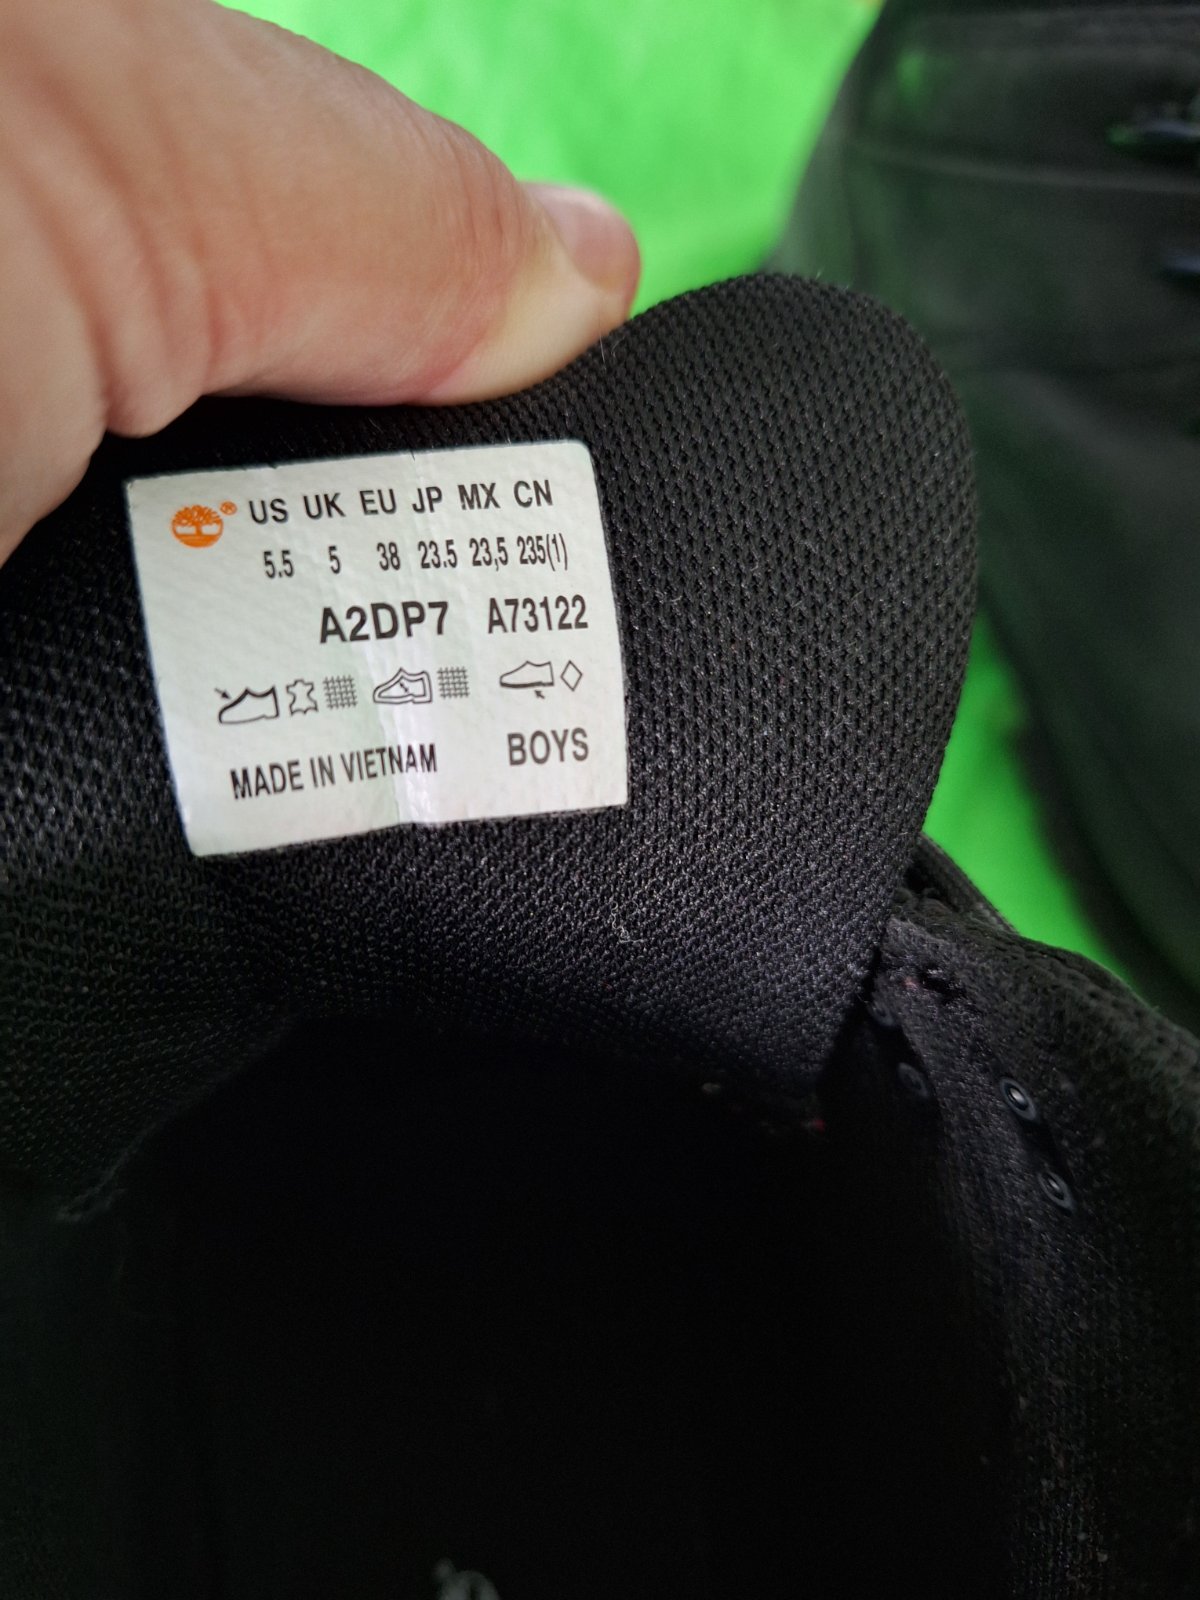 ® US UK EU JP MX CN
5.5 5 38 23.5 23,5 235(1)
A2DP7 A73122
MADE IN VIETNAM BOYS